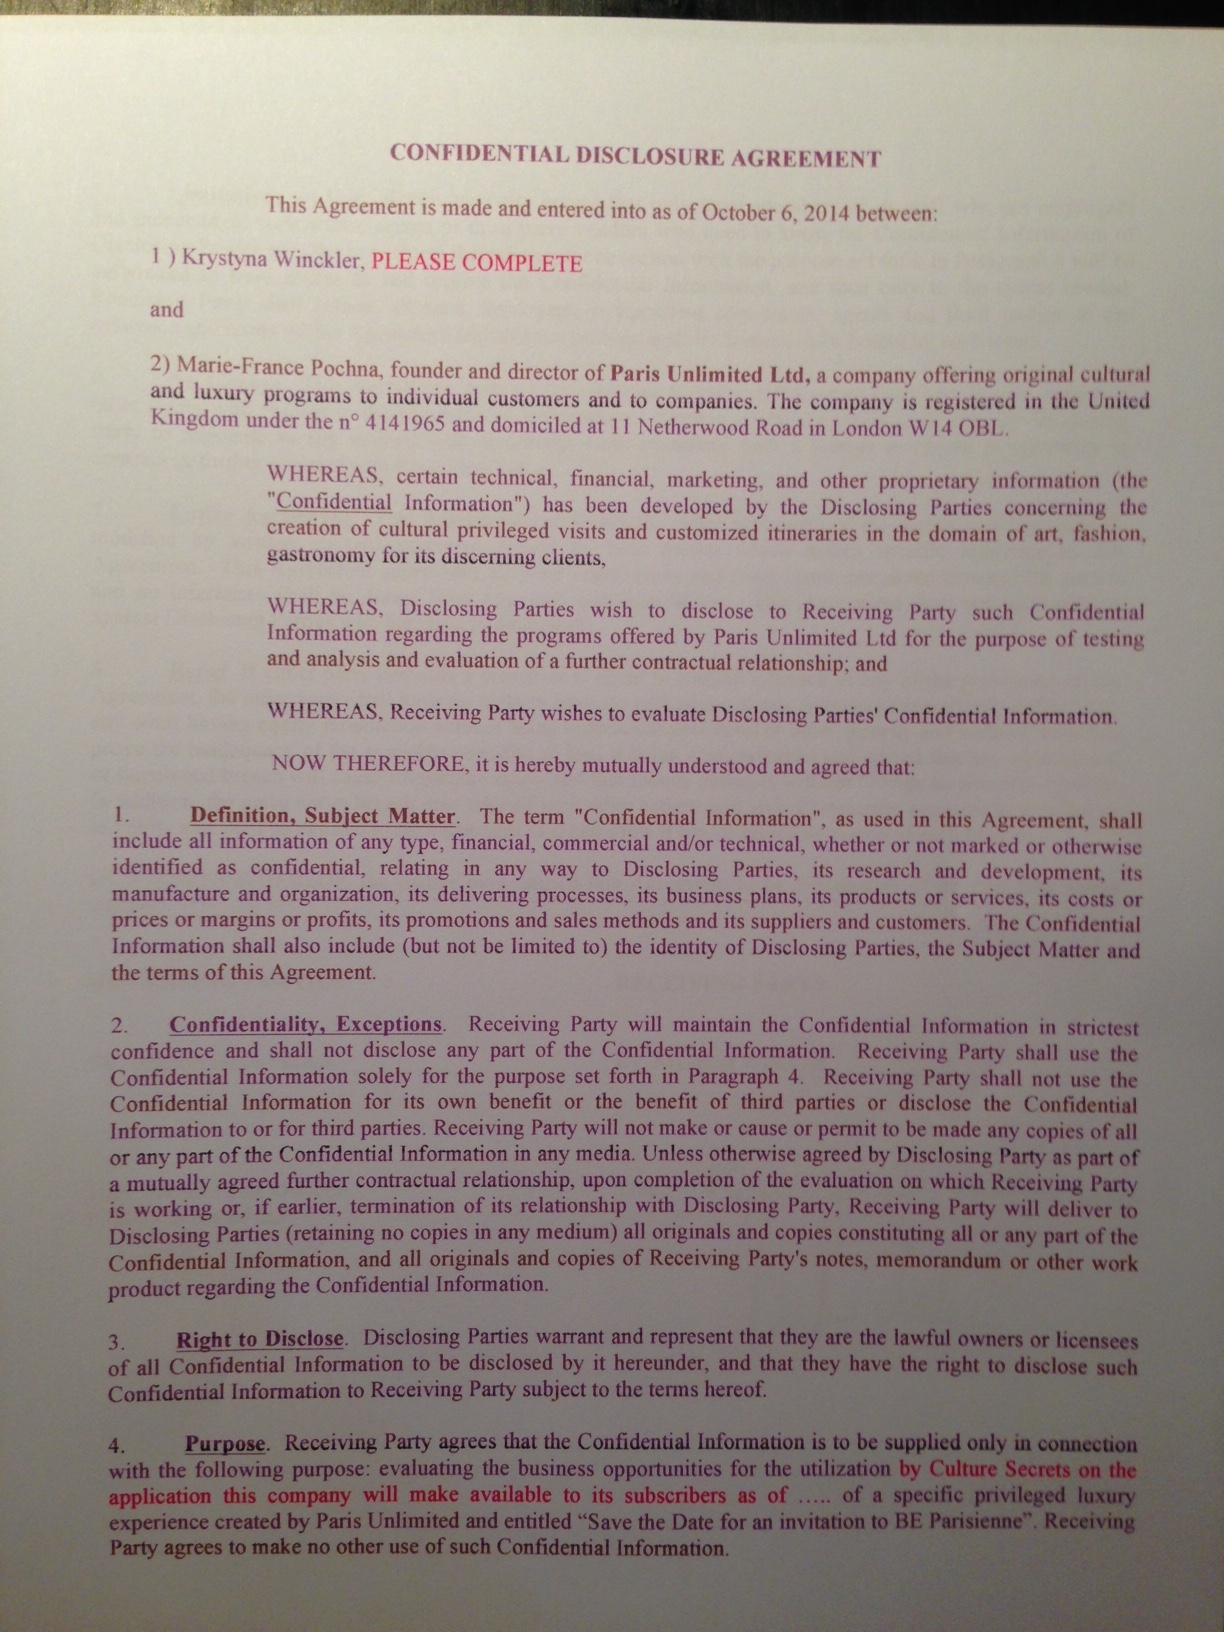 CONFIDENTIAL DISCLOSURE AGREEMENT
This Agreement is made and entered into as of October 6, 2014 between:
1 ) Krystyna Winckler, PLEASE COMPLETE
and
2) Marie-France Pochna, founder and director of Paris Unlimited Ltd, a company offering original cultural
and luxury programs to individual customers and to companies. The company is registered in the United
Kingdom under the n° 4141965 and domiciled at 11 Netherwood Road in London W14 OBL.
WHEREAS, certain technical, financial, marketing, and other proprietary information (the
"Confidential Information") has been developed by the Disclosing Parties concerning the
creation of cultural privileged visits and customized itineraries in the domain of art, fashion,
gastronomy for its discerning clients,
WHEREAS, Disclosing Parties wish to disclose to Receiving Party such Confidential
Information regarding the programs offered by Paris Unlimited Ltd for the purpose of testing
and analysis and evaluation of a further contractual relationship; and
WHEREAS, Receiving Party wishes to evaluate Disclosing Parties' Confidential Information.
NOW THEREFORE, it is hereby mutually understood and agreed that:
1. Definition, Subject Matter. The term "Confidential Information", as used in this Agreement, shall
include all information of any type, financial, commercial and/or technical, whether or not marked or otherwise
identified as confidential, relating in any way to Disclosing Parties, its research and development, its
manufacture and organization, its delivering processes, its business plans, its products or services, its costs or
prices or margins or profits, its promotions and sales methods and its suppliers and customers. The Confidential
Information shall also include (but not be limited to) the identity of Disclosing Parties, the Subject Matter and
the terms of this Agreement.
2. Confidentiality, Exceptions. Receiving Party will maintain the Confidential Information in strictest
confidence and shall not disclose any part of the Confidential Information. Receiving Party shall use the
Confidential Information solely for the purpose set forth in Paragraph 4. Receiving Party shall not use the
Confidential Information for its own benefit or the benefit of third parties or disclose the Confidential
Information to or for third parties. Receiving Party will not make or cause or permit to be made any copies of all
or any part of the Confidential Information in any media. Unless otherwise agreed by Disclosing Party as part of
a mutually agreed further contractual relationship, upon completion of the evaluation on which Receiving Party
is working or, if earlier, termination of its relationship with Disclosing Party, Receiving Party will deliver to
Disclosing Parties (retaining no copies in any medium) all originals and copies constituting all or any part of the
Confidential Information, and all originals and copies of Receiving Party's notes, memorandum or other work
product regarding the Confidential Information.
3. Right to Disclose. Disclosing Parties warrant and represent that they are the lawful owners or licensees
of all Confidential Information to be disclosed by it hereunder, and that they have the right to disclose such
Confidential Information to Receiving Party subject to the terms hereof.
4. Purpose. Receiving Party agrees that the Confidential Information is to be supplied only in connection
with the following purpose: evaluating the business opportunities for the utilization by Culture Secrets on the
application this company will make available to its subscribers as of ….. of a specific privileged luxury
experience created by Paris Unlimited and entitled “Save the Date for an invitation to BE Parisienne”. Receiving
Party agrees to make no other use of such Confidential Information.